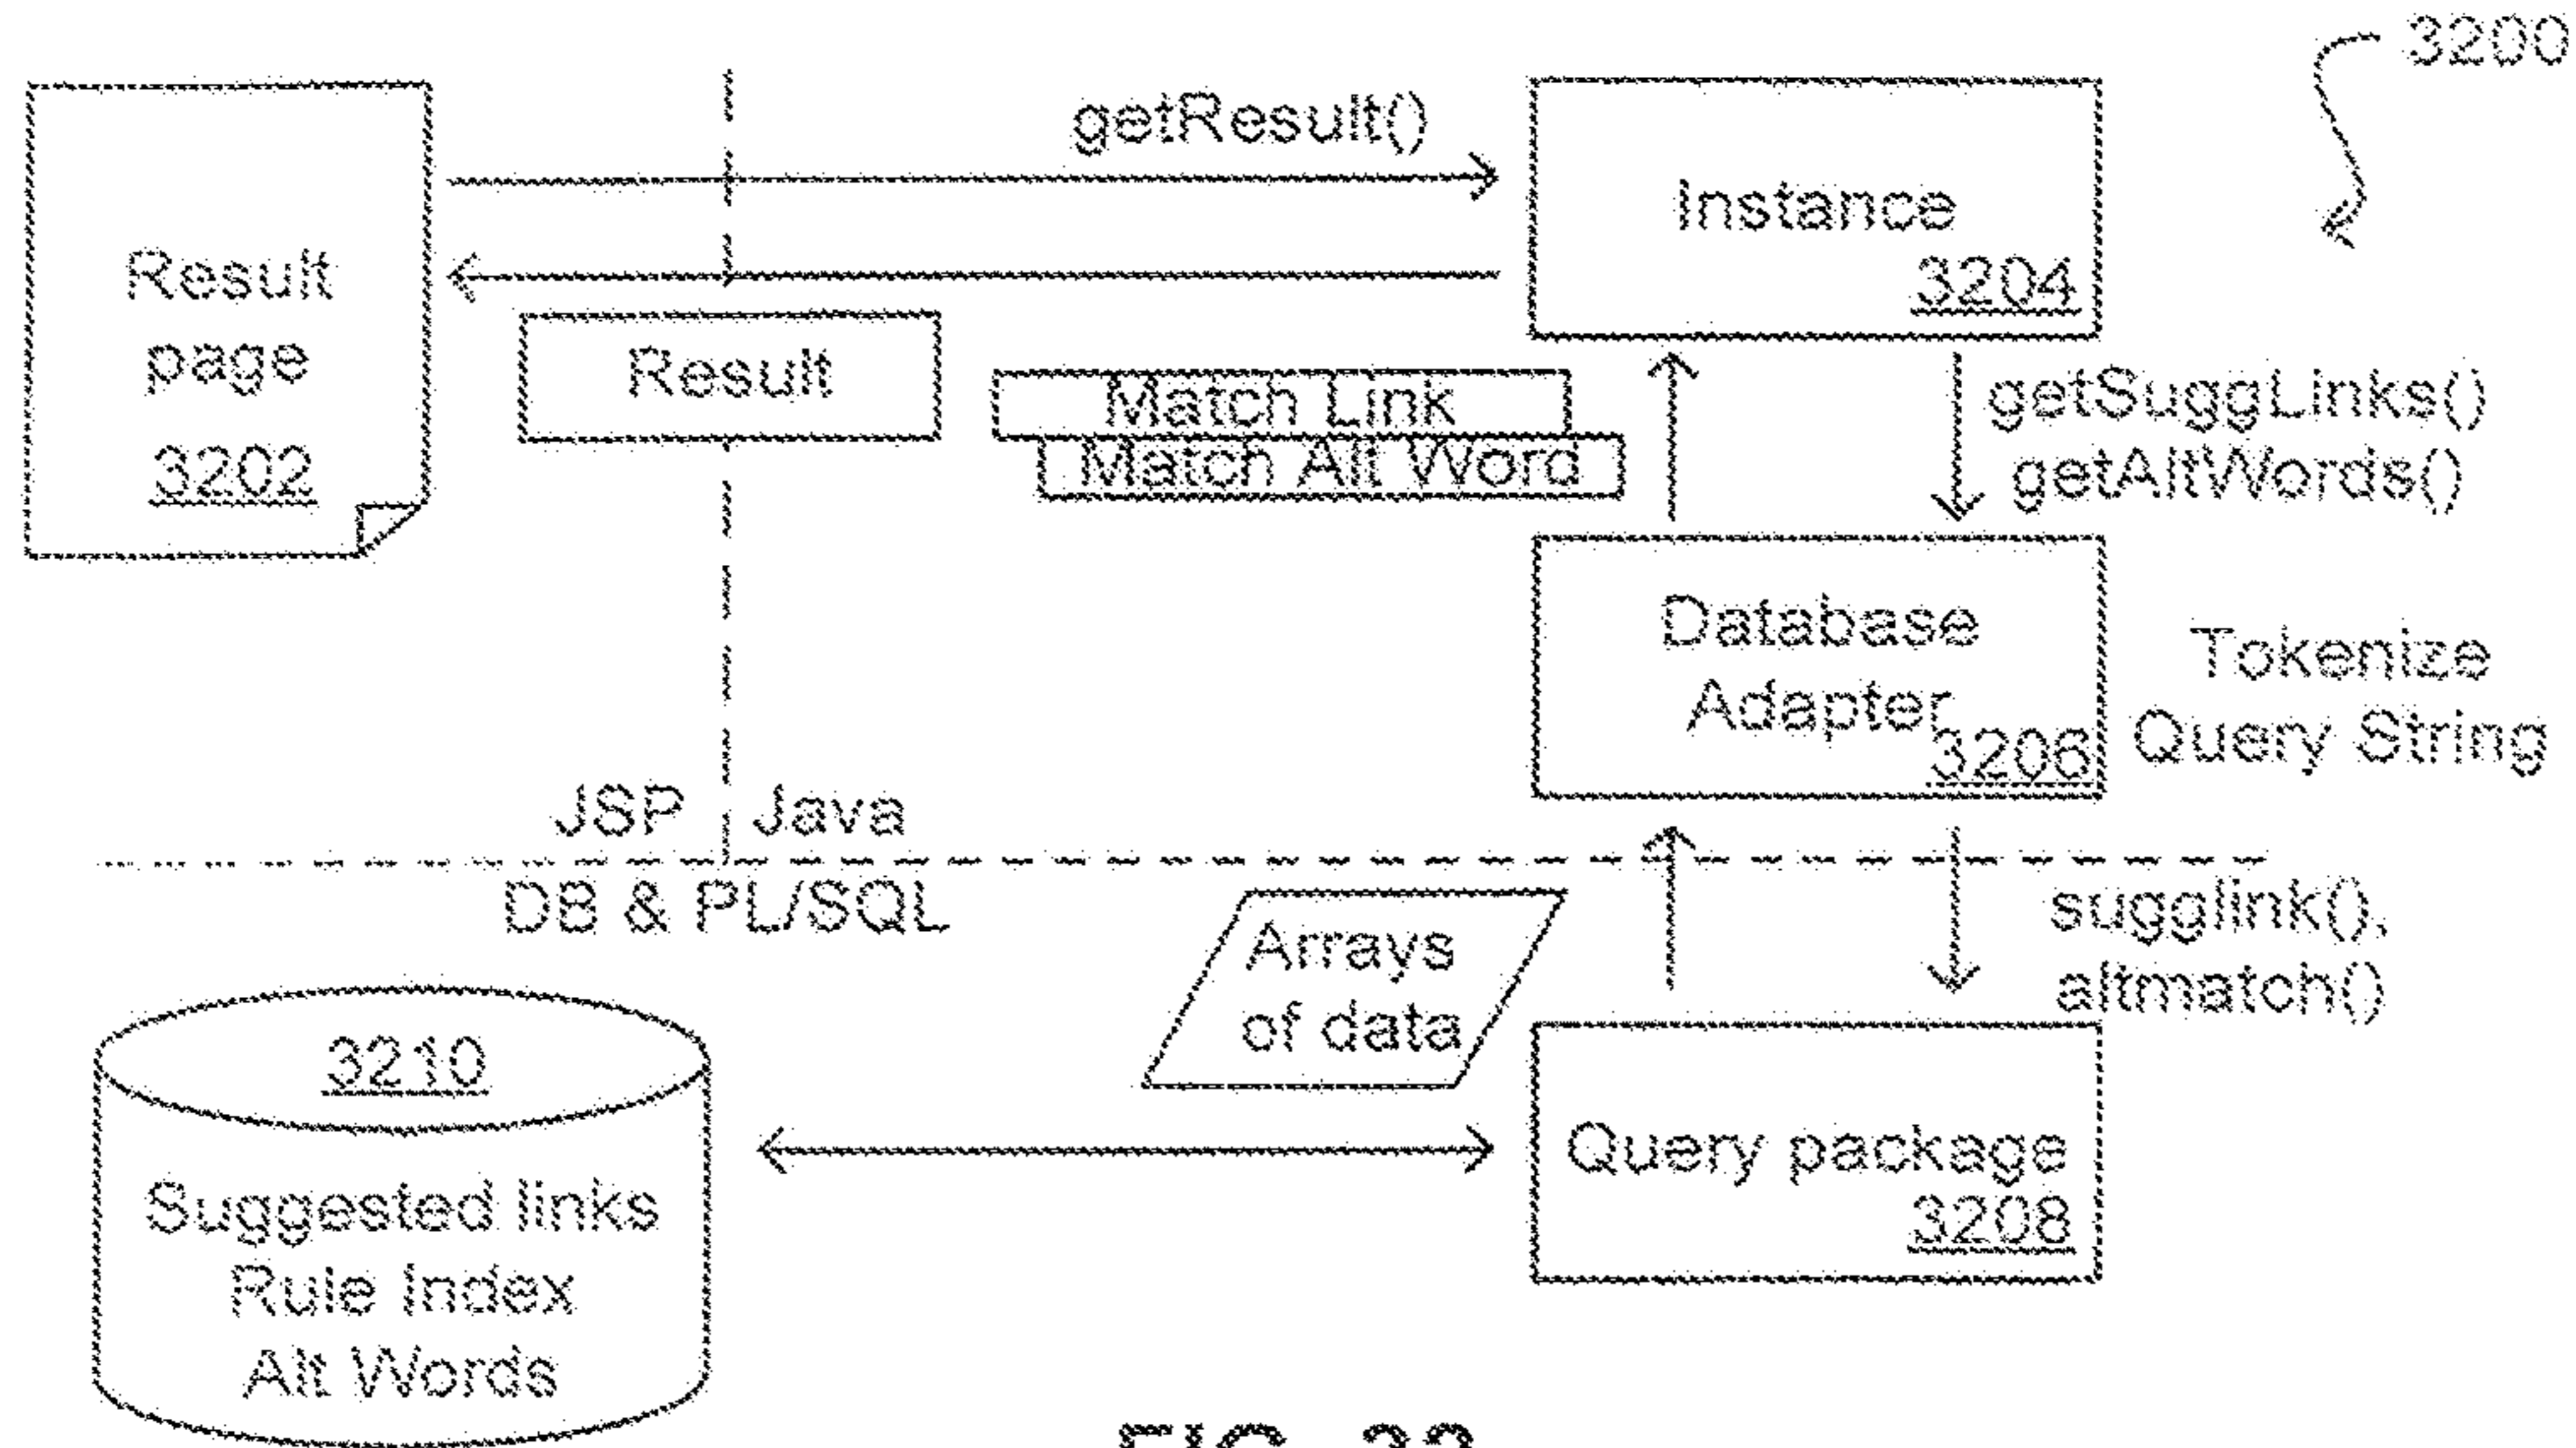 3200
getResult()
Result
page
3202
Instance
3204
Result
Match Link
Match Alt Word
getSuggLinks()
getAltWords()
Database
Adapter
3206
Tokenize
Query String
JSP
Java
DB & PL/SQL
sugglink(),
altmatch()
Arrays
of data
Query package
3208
3210
Suggested links
Rule Index
Alt Words